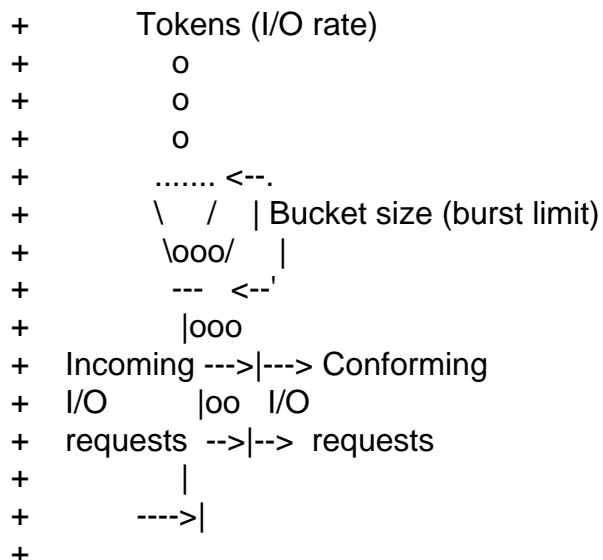 +         Tokens (I/O rate)
+            o
+            o
+            o
+          ....... <--.
+          \     /    | Bucket size (burst limit)
+           \ooo/     |
+            ---   <--'
+             |ooo
+    Incoming --->|---> Conforming
+    I/O          |oo   I/O
+    requests  -->|-->  requests
+             |
+         ---->|
+